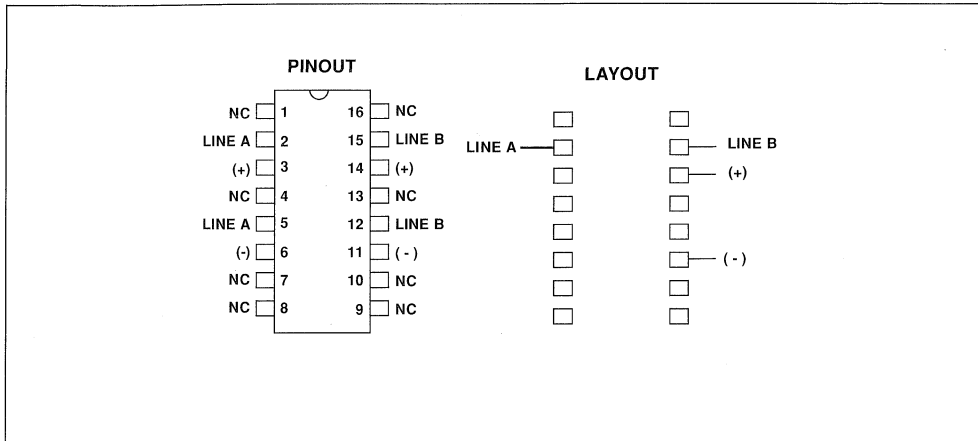 PINOUT
LAYOUT
NC 1 16 NC
LINE A 2 15 LINE B
(+) 3 14 (+)
NC 4 13 NC
LINE A 5 12 LINE B
(-) 6 11 ( - )
NC 7 10 NC
NC 8 9 NC
LINE A LINE B
(+)
( - )